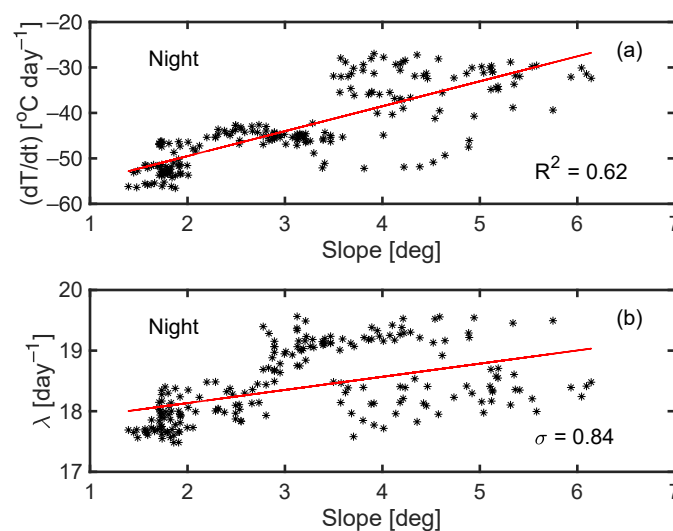 –20
–30
–40
–50
–60
(dT/dt) [°C day⁻¹]
Night
(a)
R² = 0.62
1 2 3 4 5 6 7
Slope [deg]
20
19
18
17
λ [day⁻¹]
Night
(b)
σ = 0.84
1 2 3 4 5 6 7
Slope [deg]